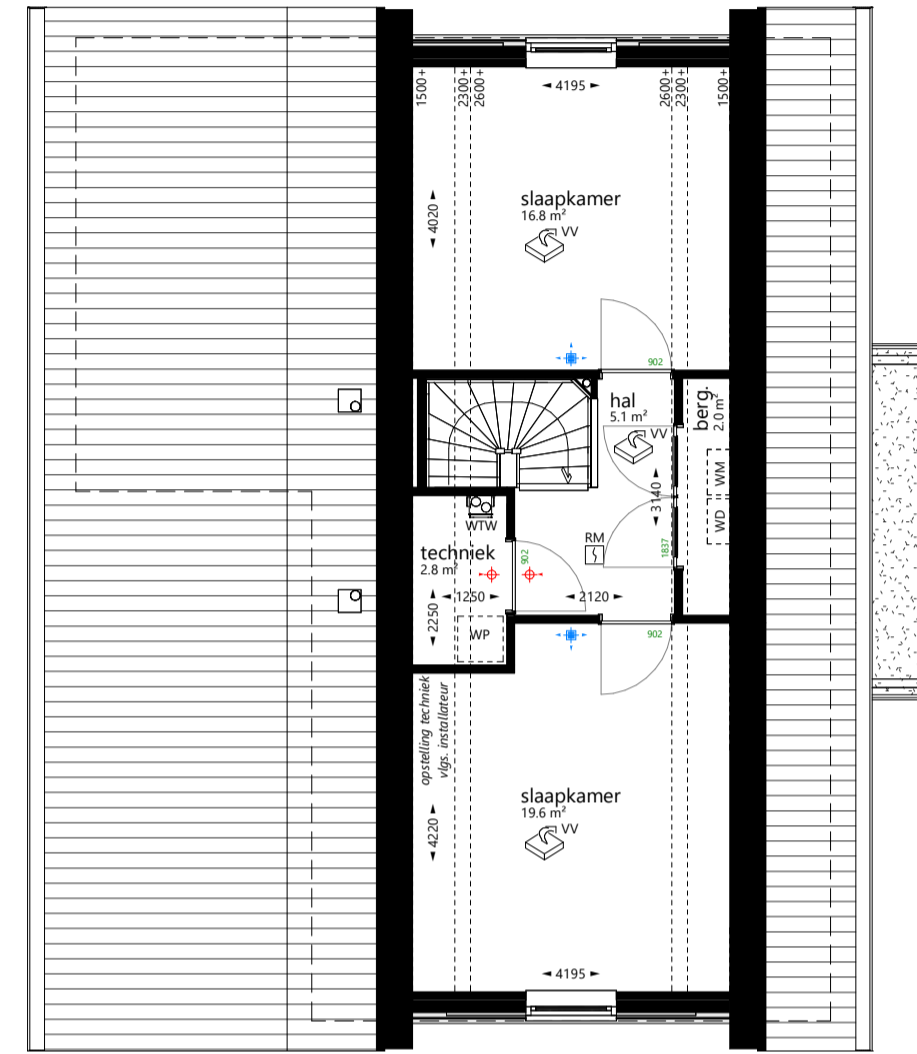 1500+ 2300+ 2600+ 4195 2600+ 2300+ 1500+
slaapkamer
16.8 m²
VV
4020
902
hal
5.1 m²
VV
berg.
2.0 m²
WM
WD
3140
1837
RM
WTW
techniek
2.8 m²
902
1250
2120
2250
WP
902
opstelling techniek
vlgs. installateur
slaapkamer
19.6 m²
VV
4220
4195